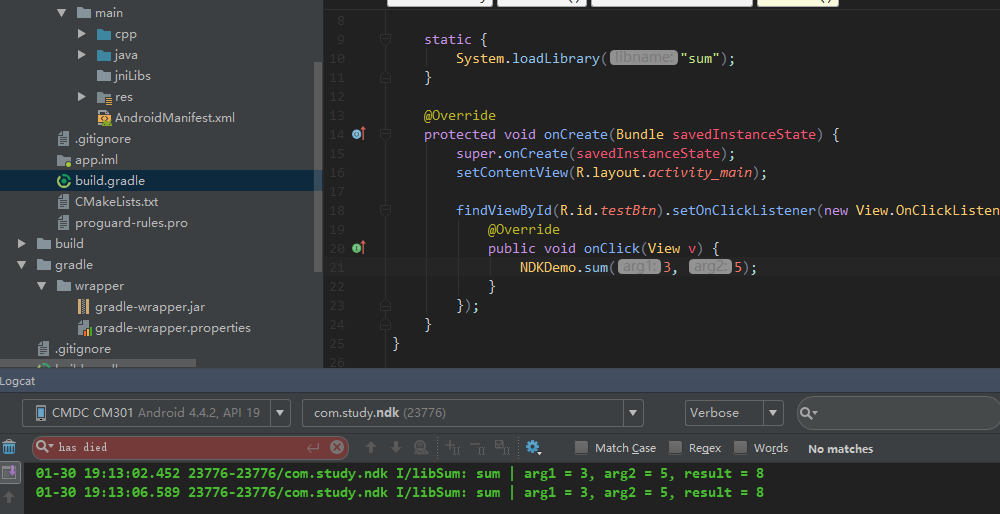 main
cpp
java
jniLibs
res
AndroidManifest.xml
.gitignore
app.iml
build.gradle
CMakeLists.txt
proguard-rules.pro
build
gradle
wrapper
gradle-wrapper.jar
gradle-wrapper.properties
.gitignore
8
9 static {
10 System.loadLibrary( libname: "sum");
11 }
12
13 @Override
14 protected void onCreate(Bundle savedInstanceState) {
15 super.onCreate(savedInstanceState);
16 setContentView(R.layout.activity_main);
17
18 findViewById(R.id.testBtn).setOnClickListener(new View.OnClickListen
19 @Override
20 public void onClick(View v) {
21 NDKDemo.sum( arg1: 3, arg2: 5);
22 }
23 });
24 }
25 }
26
Logcat
CMDC CM301 Android 4.4.2, API 19
com.study.ndk (23776)
Verbose
has died
Match Case
Regex
Words
No matches
01-30 19:13:02.452 23776-23776/com.study.ndk I/libSum: sum | arg1 = 3, arg2 = 5, result = 8
01-30 19:13:06.589 23776-23776/com.study.ndk I/libSum: sum | arg1 = 3, arg2 = 5, result = 8